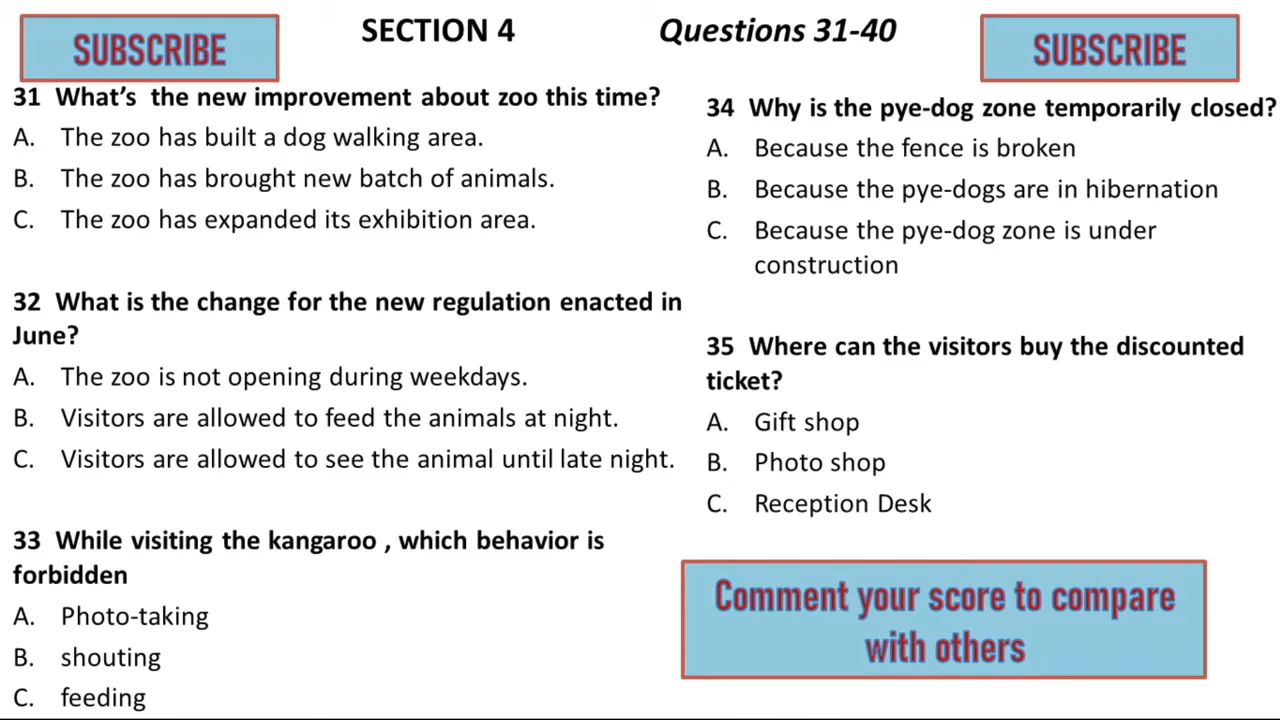 SUBSCRIBE
SECTION 4
Questions 31-40
SUBSCRIBE
31 What's the new improvement about zoo this time?
A. The zoo has built a dog walking area.
B. The zoo has brought new batch of animals.
C. The zoo has expanded its exhibition area.
32 What is the change for the new regulation enacted in
June?
A. The zoo is not opening during weekdays.
B. Visitors are allowed to feed the animals at night.
C. Visitors are allowed to see the animal until late night.
33 While visiting the kangaroo , which behavior is
forbidden
A. Photo-taking
B. shouting
C. feeding
34 Why is the pye-dog zone temporarily closed?
A. Because the fence is broken
B. Because the pye-dogs are in hibernation
C. Because the pye-dog zone is under
construction
35 Where can the visitors buy the discounted
ticket?
A. Gift shop
B. Photo shop
C. Reception Desk
Comment your score to compare
with others